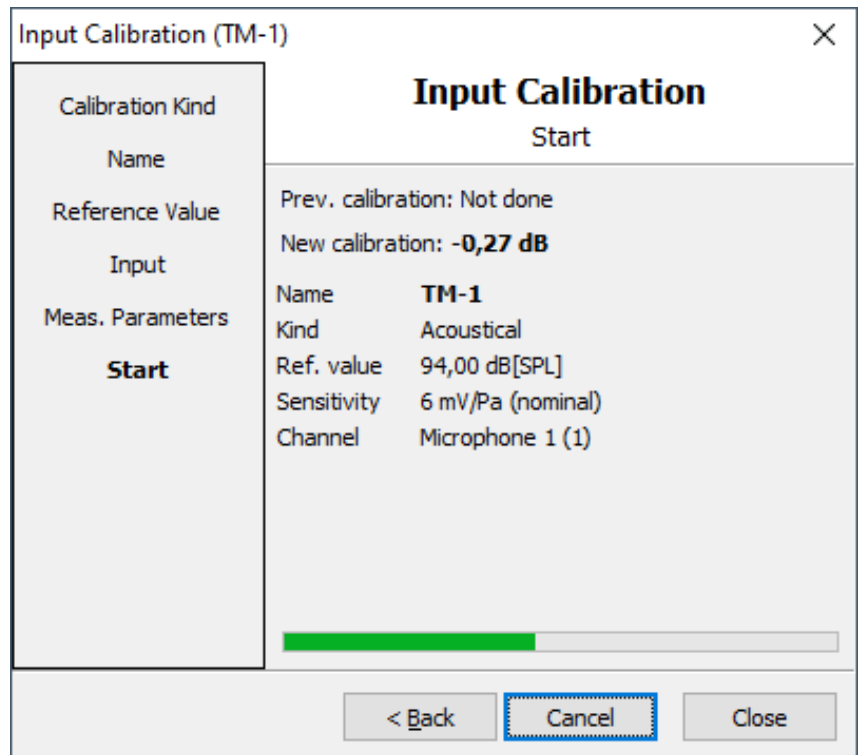 Input Calibration (TM-1)
Calibration Kind
Name
Reference Value
Input
Meas. Parameters
Start
Input Calibration
Start
Prev. calibration: Not done
New calibration: -0,27 dB
Name TM-1
Kind Acoustical
Ref. value 94,00 dB[SPL]
Sensitivity 6 mV/Pa (nominal)
Channel Microphone 1 (1)
< Back Cancel Close